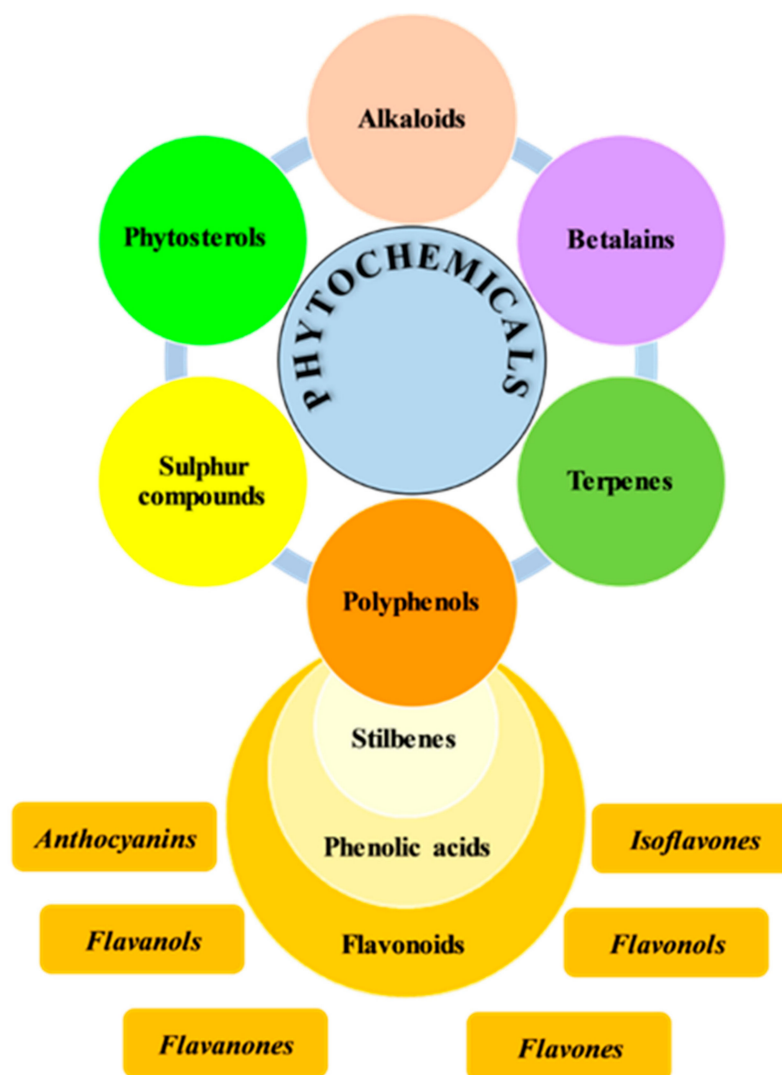 Alkaloids
Phytosterols
Betalains
PHYTOCHEMICALS
Sulphur
compounds
Terpenes
Polyphenols
Stilbenes
Phenolic acids
Flavonoids
Anthocyanins
Isoflavones
Flavanols
Flavonols
Flavanones
Flavones